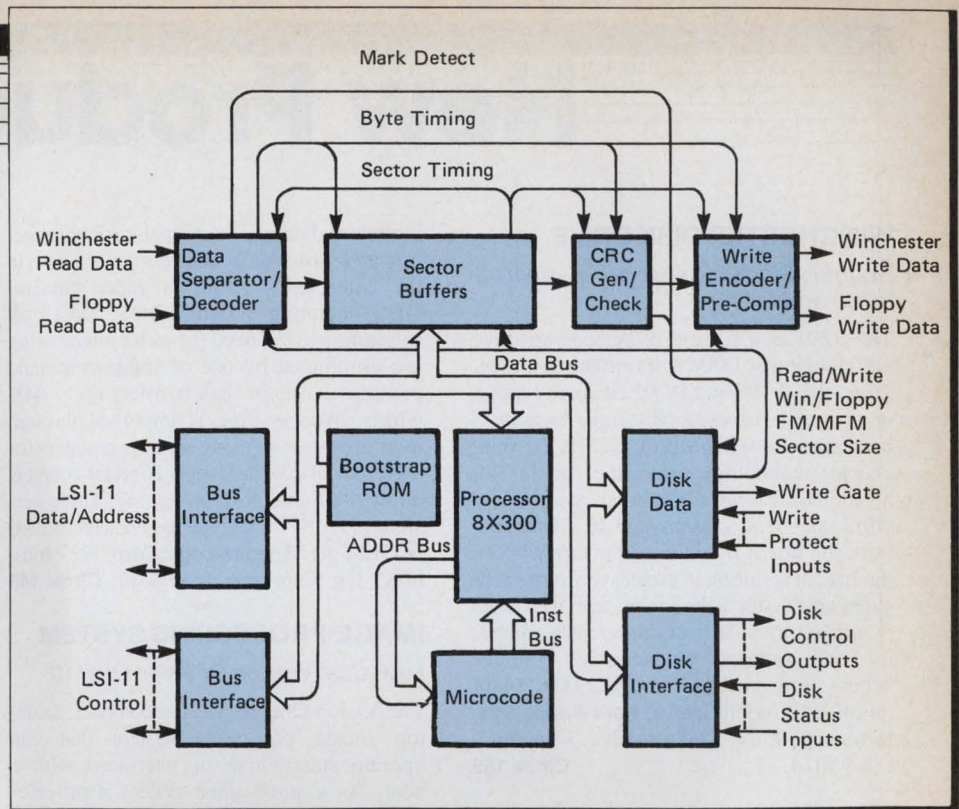 Mark Detect
Byte Timing
Sector Timing
Winchester
Read Data
Floppy
Read Data
Data
Separator/
Decoder
Sector
Buffers
CRC
Gen/
Check
Write
Encoder/
Pre-Comp
Winchester
Write Data
Floppy
Write Data
Data Bus
Read/Write
Win/Floppy
FM/MFM
Sector Size
LSI-11
Data/Address
Bus
Interface
Bootstrap
ROM
Processor
8X300
Disk
Data
Write Gate
Write
Protect
Inputs
ADDR Bus
Inst
Bus
LSI-11
Control
Bus
Interface
Microcode
Disk
Interface
Disk
Control
Outputs
Disk
Status
Inputs